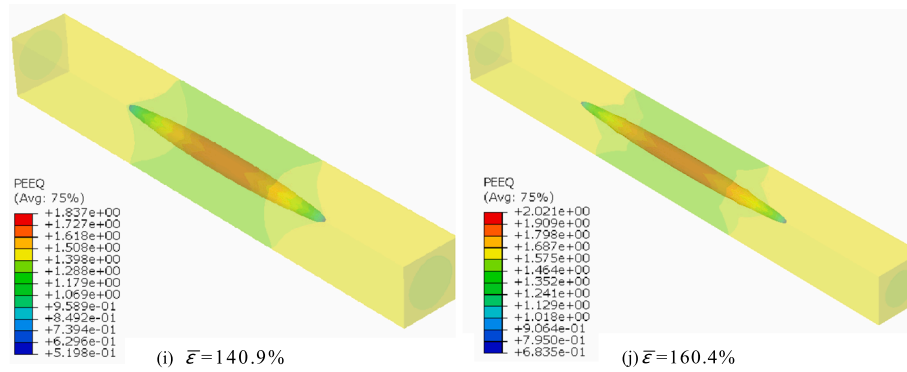 PEEQ
(Avg: 75%)
+1.837e+00
+1.727e+00
+1.618e+00
+1.508e+00
+1.398e+00
+1.288e+00
+1.179e+00
+1.069e+00
+9.589e-01
+8.492e-01
+7.394e-01
+6.296e-01
+5.198e-01
(i) ε̅=140.9%
PEEQ
(Avg: 75%)
+2.021e+00
+1.909e+00
+1.798e+00
+1.687e+00
+1.575e+00
+1.464e+00
+1.352e+00
+1.241e+00
+1.129e+00
+1.018e+00
+9.064e-01
+7.950e-01
+6.835e-01
(j) ε̅=160.4%